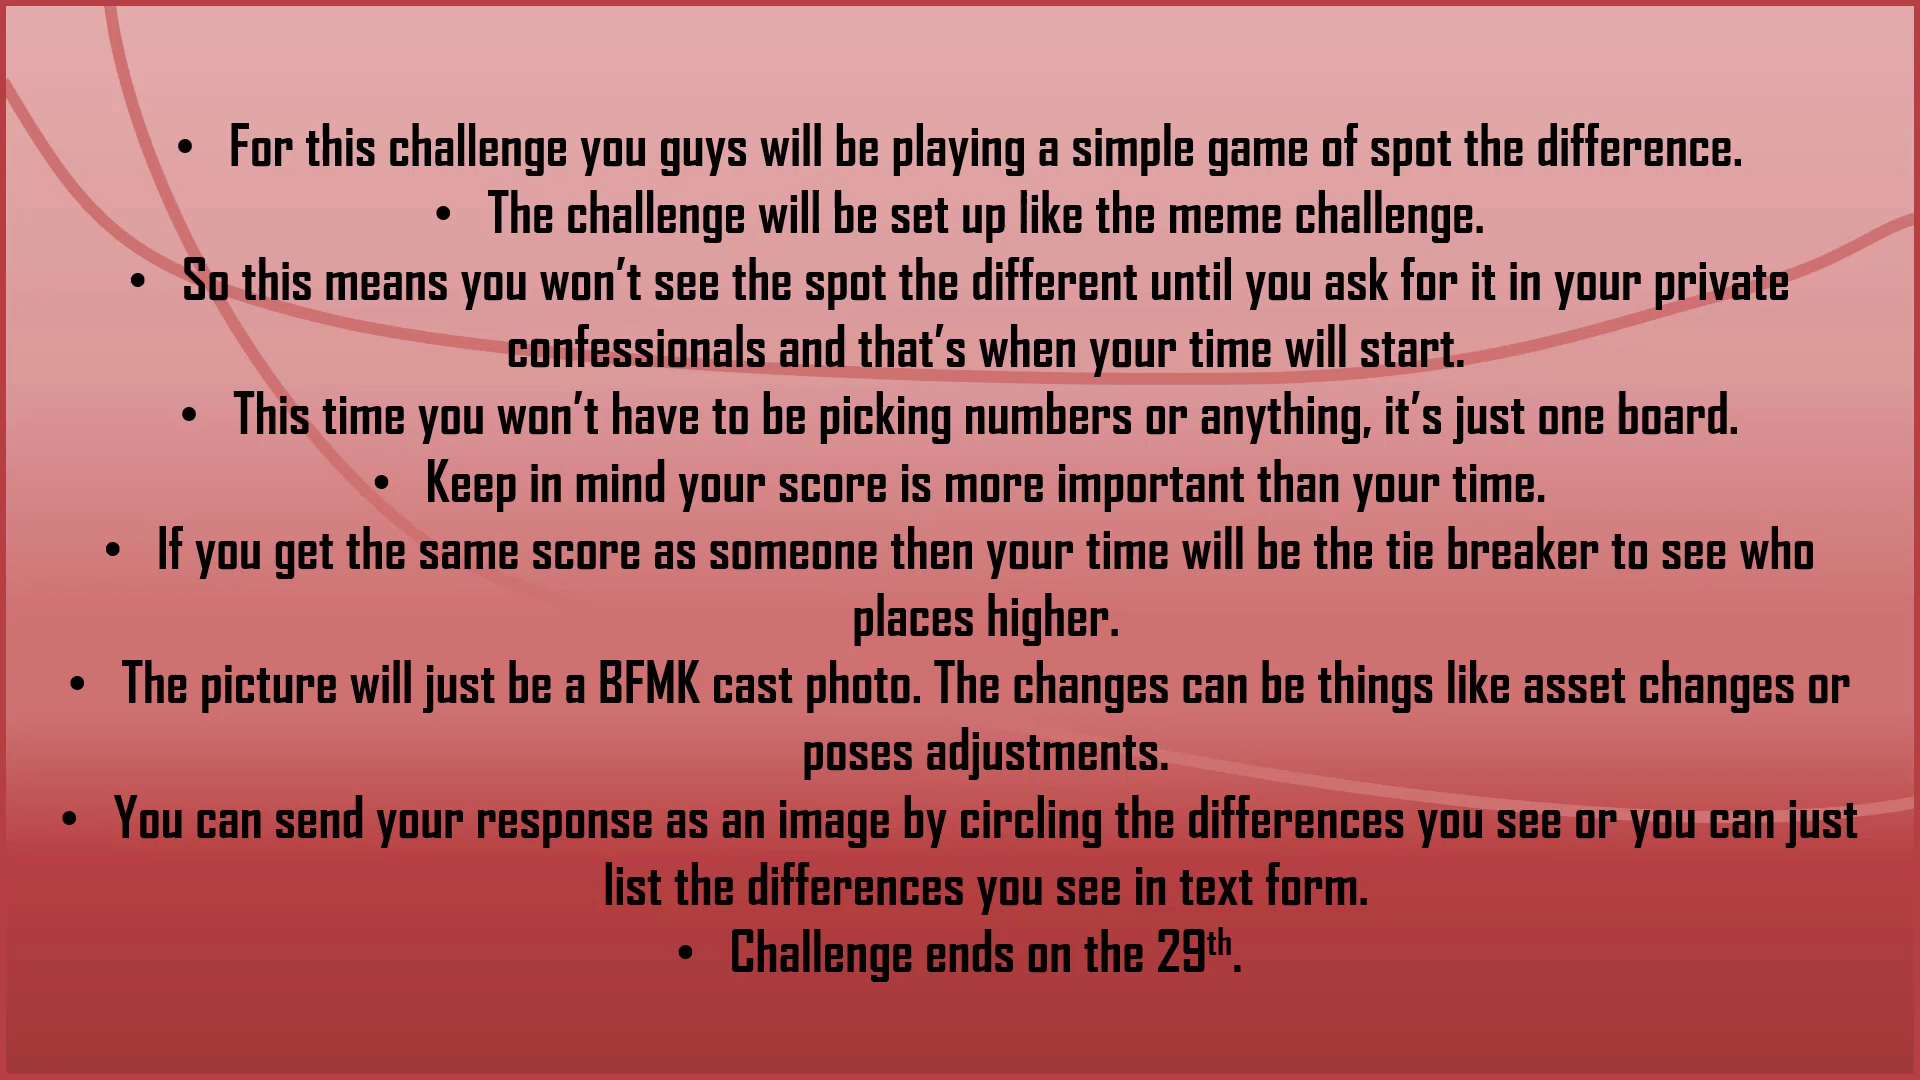 • For this challenge you guys will be playing a simple game of spot the difference.
• The challenge will be set up like the meme challenge.
• So this means you won’t see the spot the different until you ask for it in your private
confessionals and that’s when your time will start.
• This time you won’t have to be picking numbers or anything, it’s just one board.
• Keep in mind your score is more important than your time.
• If you get the same score as someone then your time will be the tie breaker to see who
places higher.
• The picture will just be a BFMK cast photo. The changes can be things like asset changes or
poses adjustments.
• You can send your response as an image by circling the differences you see or you can just
list the differences you see in text form.
• Challenge ends on the 29th.